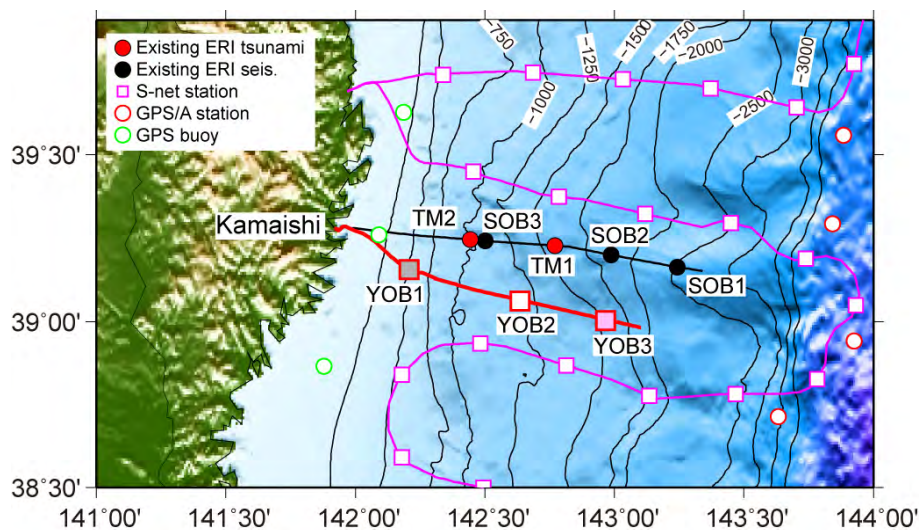 −750
−1500
−1250
−1750
−2000
−3000
−1000
−2500
Existing ERI tsunami
Existing ERI seis.
S-net station
GPS/A station
GPS buoy
39°30'
Kamaishi
TM2
SOB3
SOB2
TM1
SOB1
YOB1
39°00'
YOB2
YOB3
38°30'
141°00' 141°30' 142°00' 142°30' 143°00' 143°30' 144°00'